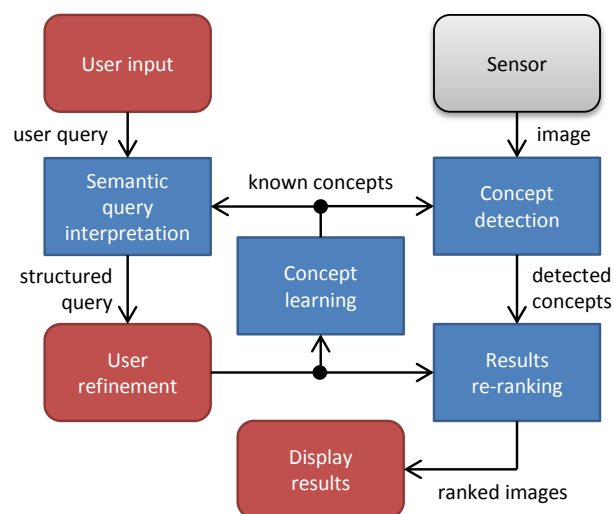 User input
Sensor
user query
image
Semantic
query
interpretation
known concepts
Concept
detection
structured
query
Concept
learning
detected
concepts
User
refinement
Results
re-ranking
Display
results
ranked images